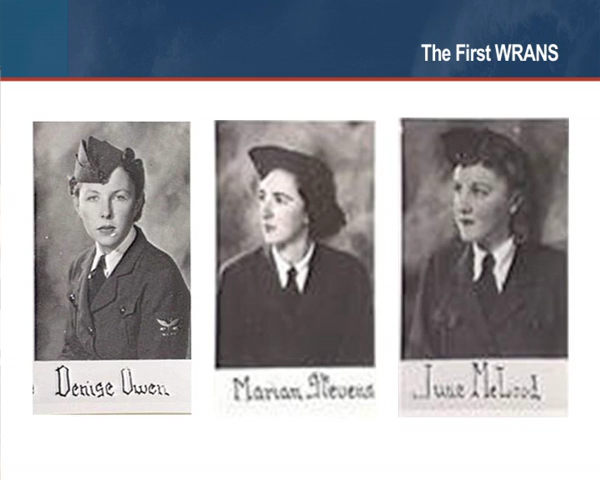 The First WRANS
Denise Owen
Marian Stevens
June McLeod